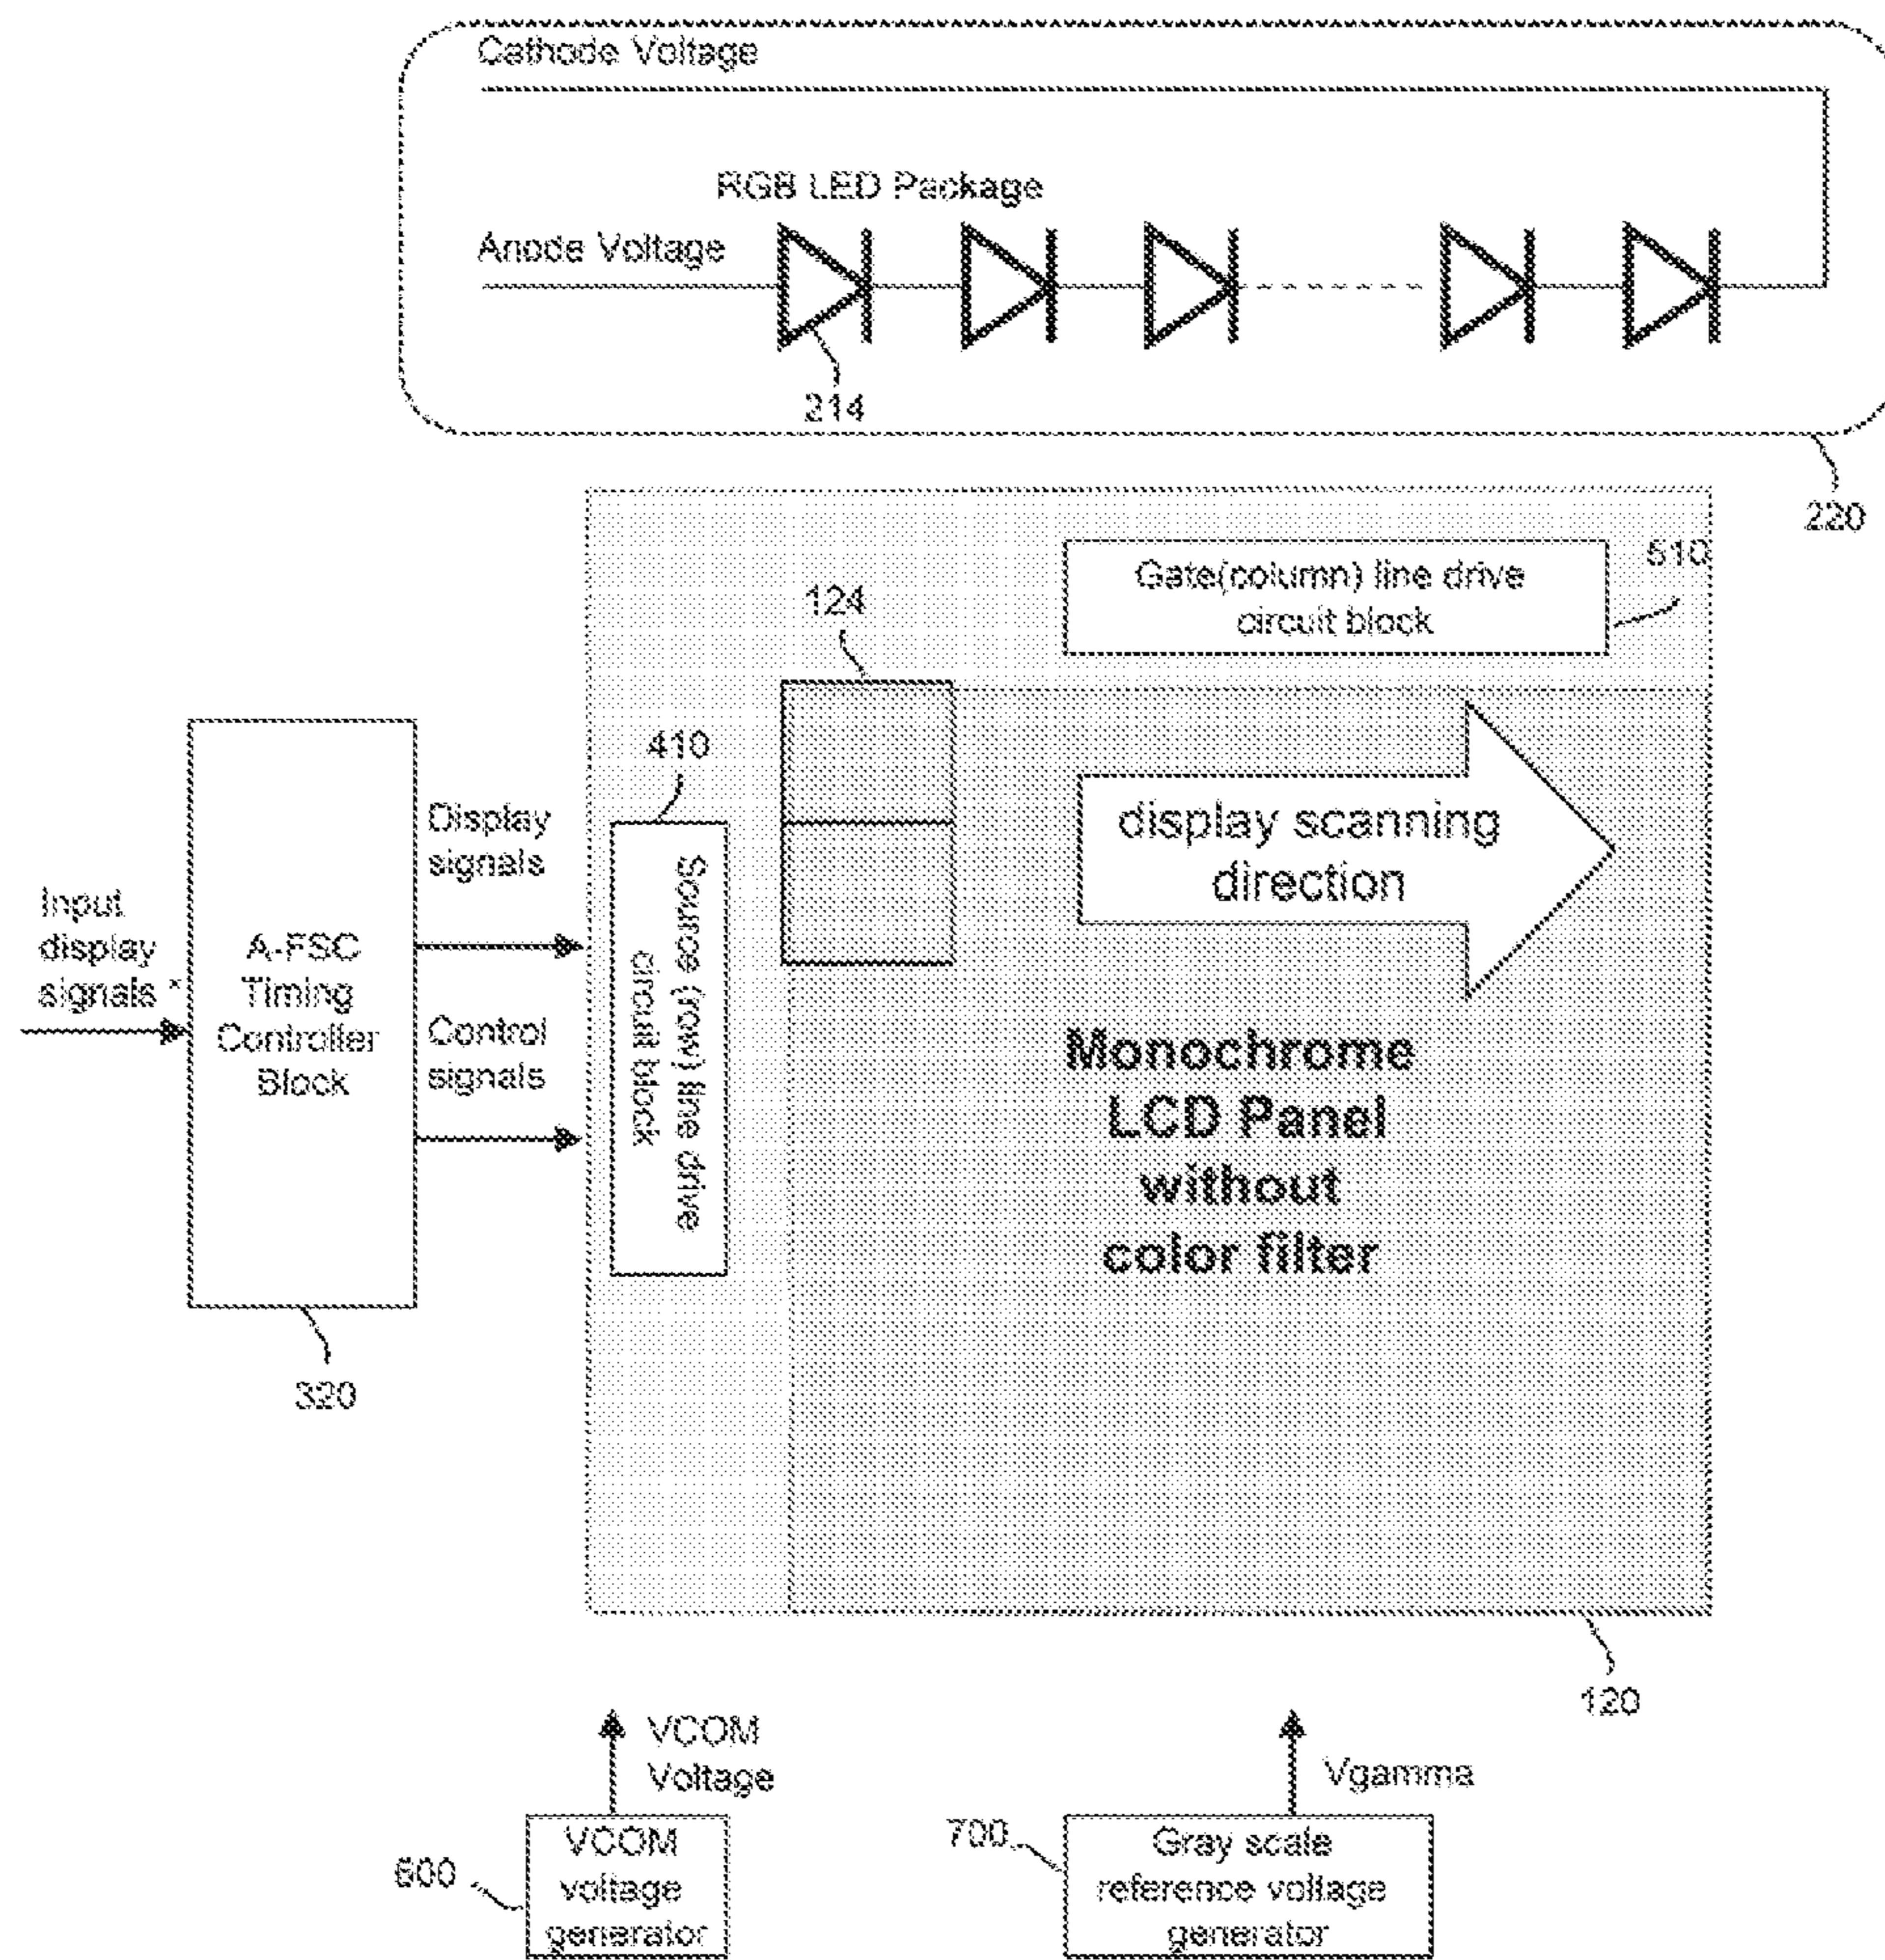 Cathode Voltage
RGB LED Package
Anode Voltage
214
220
Gate(column) line drive
circuit block
510
124
410
Source (row) line drive
circuit block
display scanning
direction
Display
signals
Control
signals
Input
display
signals *
A-FSC
Timing
Controller
Block
320
Monochrome
LCD Panel
without
color filter
120
VCOM
Voltage
Vgamma
600
VCOM
voltage
generator
700
Gray scale
reference voltage
generator